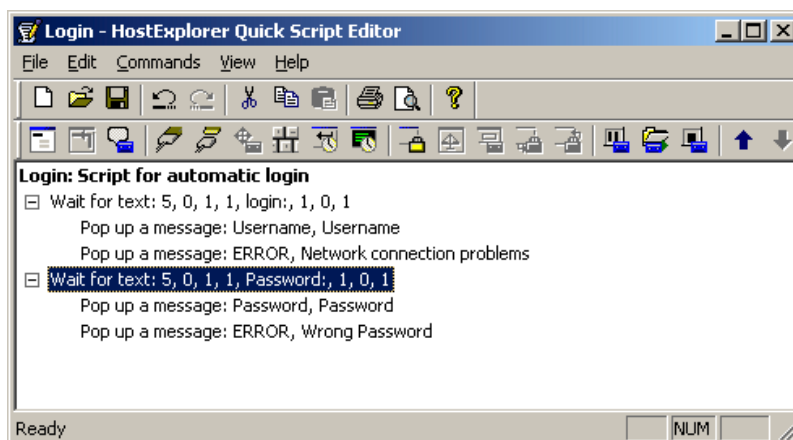 Login - HostExplorer Quick Script Editor
File Edit Commands View Help
Login: Script for automatic login
Wait for text: 5, 0, 1, 1, login:, 1, 0, 1
Pop up a message: Username, Username
Pop up a message: ERROR, Network connection problems
Wait for text: 5, 0, 1, 1, Password:, 1, 0, 1
Pop up a message: Password, Password
Pop up a message: ERROR, Wrong Password
Ready NUM